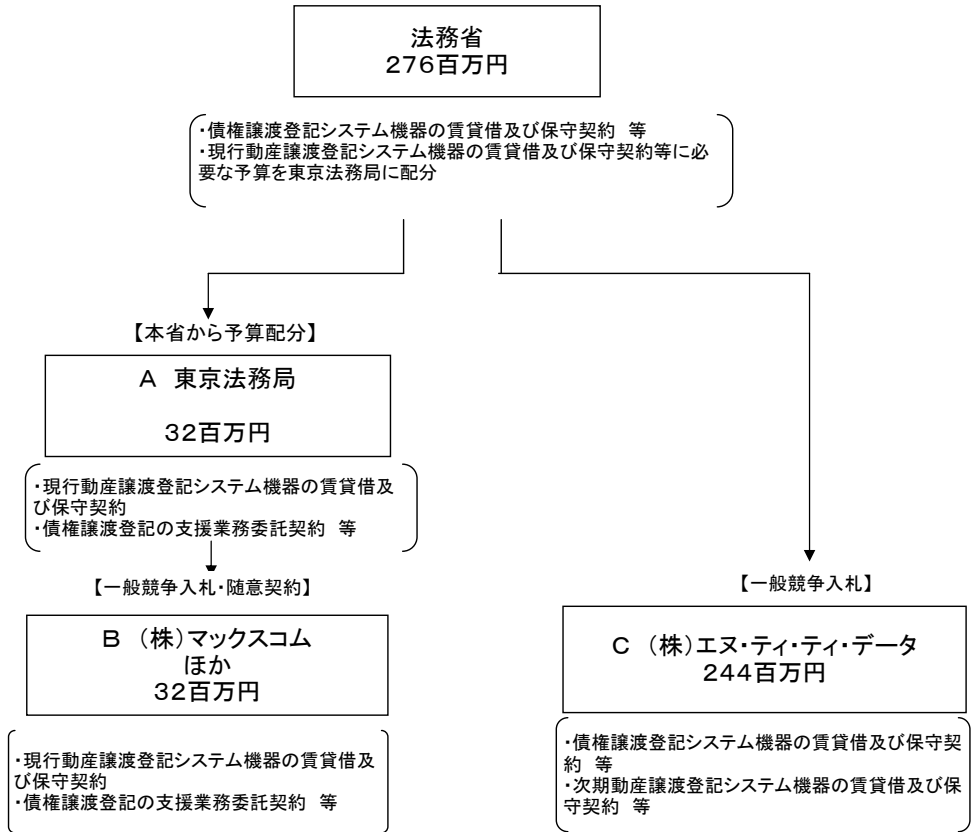 法務省
276百万円
・債権譲渡登記システム機器の賃貸借及び保守契約 等
・現行動産譲渡登記システム機器の賃貸借及び保守契約等に必
要な予算を東京法務局に配分
【本省から予算配分】
A 東京法務局
32百万円
・現行動産譲渡登記システム機器の賃貸借及
び保守契約
・債権譲渡登記の支援業務委託契約 等
【一般競争入札・随意契約】
B (株)マックスコム
ほか
32百万円
・現行動産譲渡登記システム機器の賃貸借及
び保守契約
・債権譲渡登記の支援業務委託契約 等
【一般競争入札】
C (株)エヌ・ティ・ティ・データ
244百万円
・債権譲渡登記システム機器の賃貸借及び保守契
約 等
・次期動産譲渡登記システム機器の賃貸借及び保
守契約 等